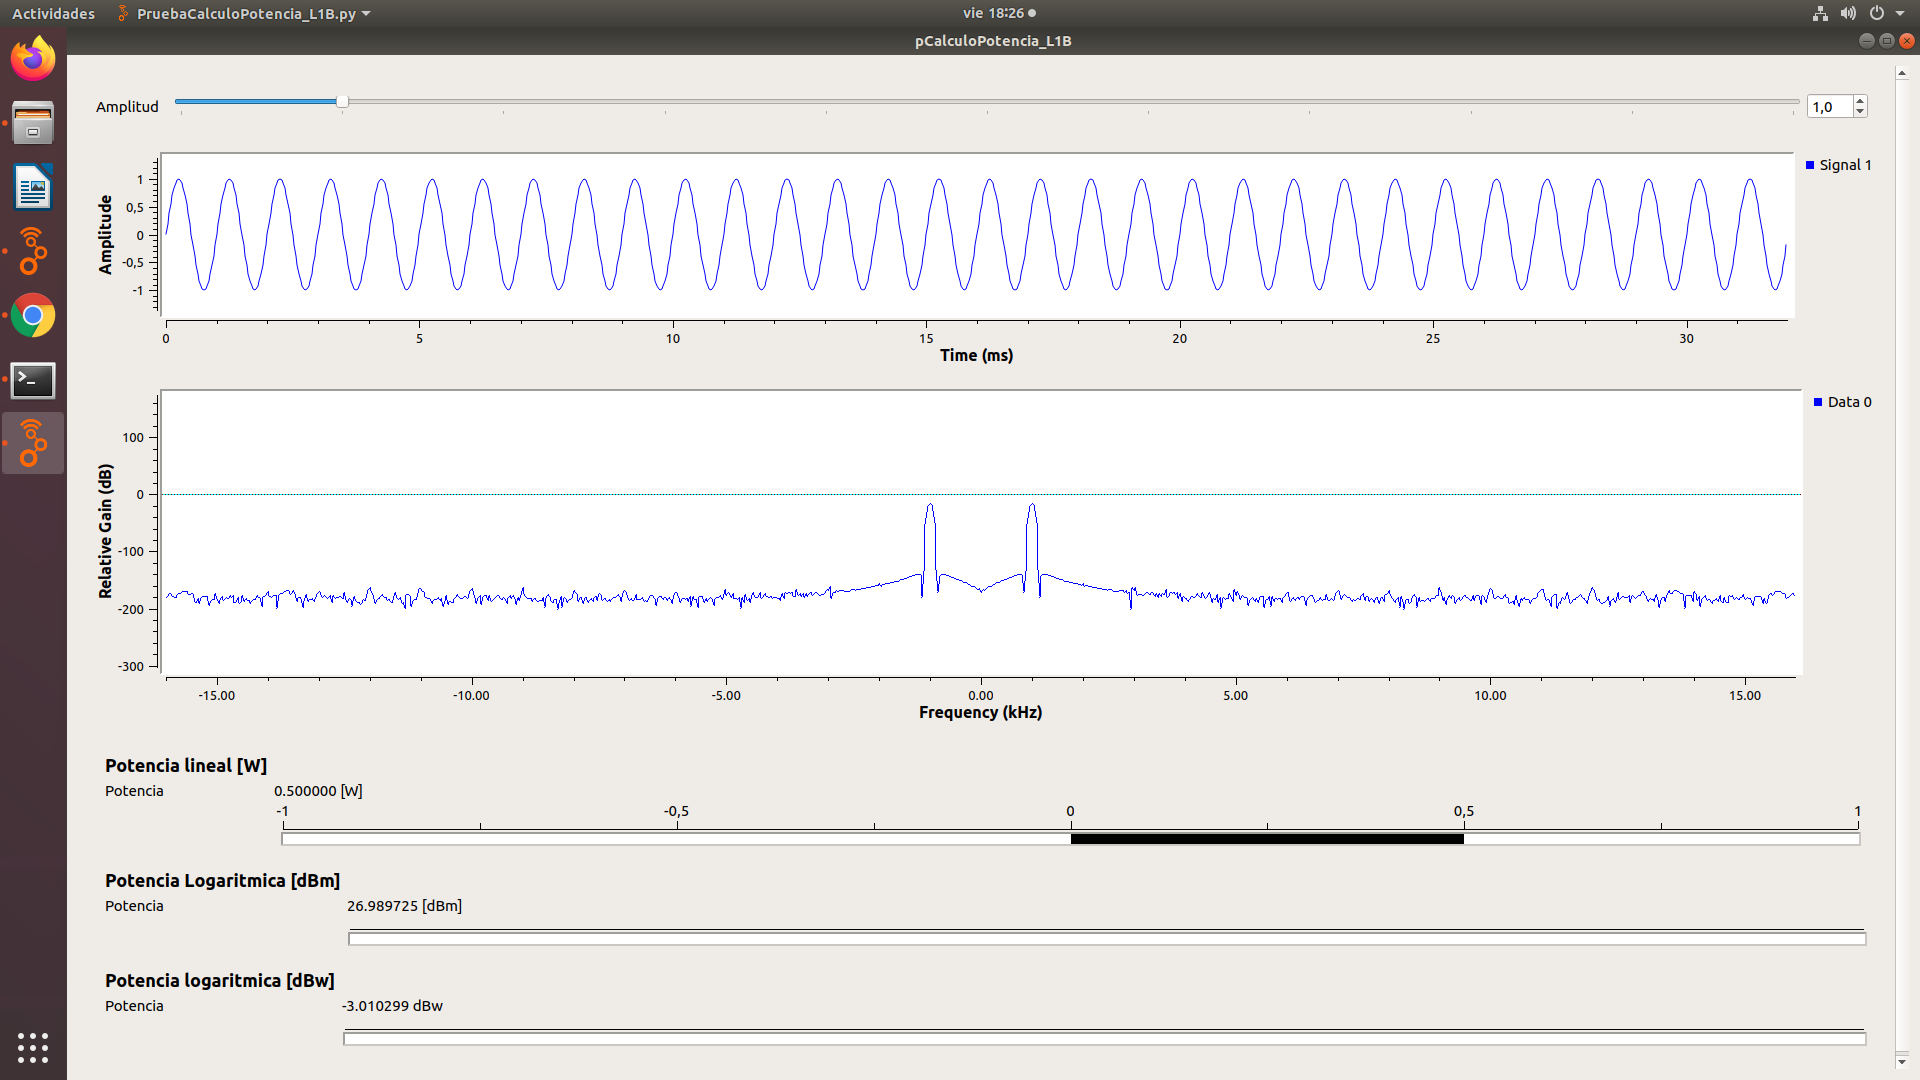 Actividades PruebaCalculoPotencia_L1B.py vie 18:26
pCalculoPotencia_L1B
Amplitud 1,0
Signal 1
Amplitude
1
0,5
0
-0,5
-1
0 5 10 15 20 25 30
Time (ms)
Data 0
Relative Gain (dB)
100
0
-100
-200
-300
-15.00 -10.00 -5.00 0.00 5.00 10.00 15.00
Frequency (kHz)
Potencia lineal [W]
Potencia 0.500000 [W]
-1 -0,5 0 0,5 1
Potencia Logaritmica [dBm]
Potencia 26.989725 [dBm]
Potencia logaritmica [dBw]
Potencia -3.010299 dBw